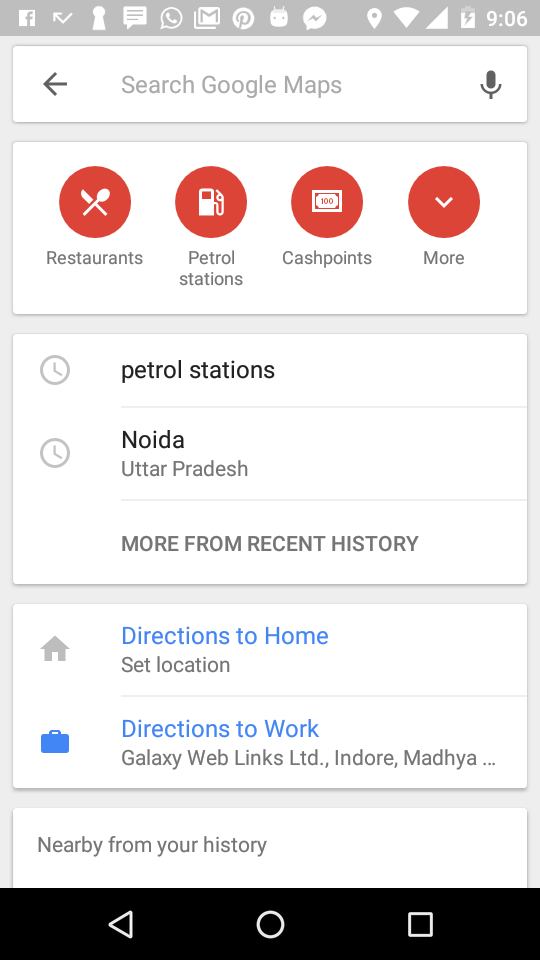 9:06
Search Google Maps
100
Restaurants
Petrol
stations
Cashpoints
More
petrol stations
Noida
Uttar Pradesh
MORE FROM RECENT HISTORY
Directions to Home
Set location
Directions to Work
Galaxy Web Links Ltd., Indore, Madhya ...
Nearby from your history